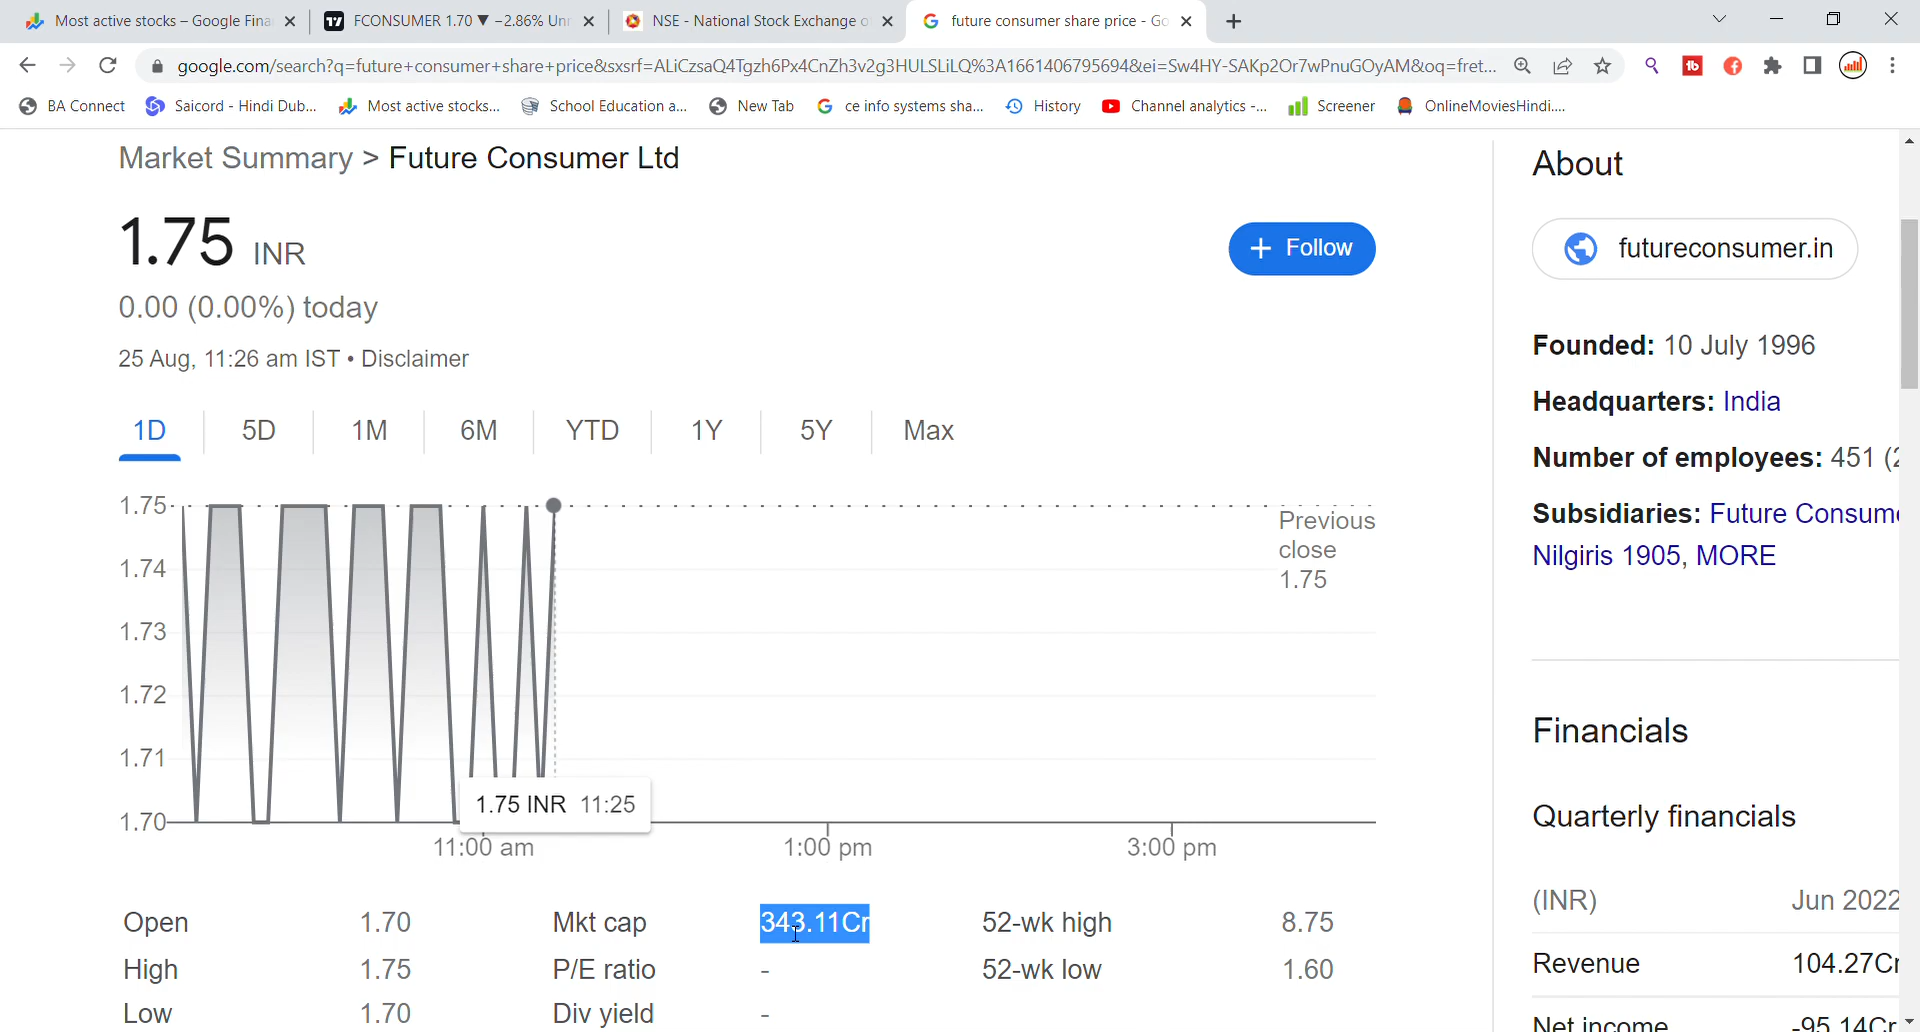 Most active stocks – Google Fina
FCONSUMER 1.70 ▼ −2.86% Un
NSE - National Stock Exchange o
future consumer share price - Go
google.com/search?q=future+consumer+share+price&sxsrf=ALiCzsaQ4Tgzh6Px4CnZh3v2g3HULSLiLQ%3A1661406795694&ei=Sw4HY-SAKp2Or7wPnuGOyAM&oq=fret...
BA Connect
Saicord - Hindi Dub...
Most active stocks...
School Education a...
New Tab
ce info systems sha...
History
Channel analytics -...
Screener
OnlineMoviesHindi....
Market Summary > Future Consumer Ltd
1.75 INR
+ Follow
0.00 (0.00%) today
25 Aug, 11:26 am IST • Disclaimer
1D 5D 1M 6M YTD 1Y 5Y Max
1.75
1.74
1.73
1.72
1.71
1.70
Previous
close
1.75
1.75 INR 11:25
11:00 am 1:00 pm 3:00 pm
Open 1.70 Mkt cap 343.11Cr 52-wk high 8.75
High 1.75 P/E ratio - 52-wk low 1.60
Low 1.70 Div yield -
About
futureconsumer.in
Founded: 10 July 1996
Headquarters: India
Number of employees: 451 (2
Subsidiaries: Future Consume
Nilgiris 1905, MORE
Financials
Quarterly financials
(INR) Jun 2022
Revenue 104.27Cr
Net income -95.14Cr